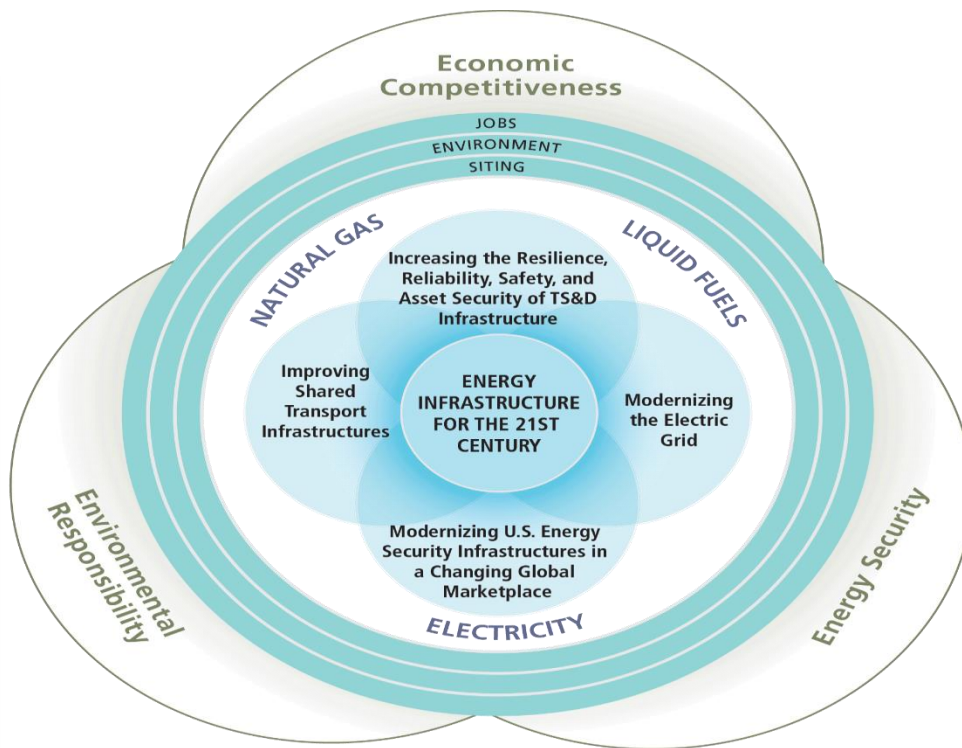 Economic
Competitiveness
JOBS
ENVIRONMENT
SITING
NATURAL GAS
LIQUID FUELS
Increasing the Resilience,
Reliability, Safety, and
Asset Security of TS&D
Infrastructure
Improving
Shared
Transport
Infrastructures
ENERGY
INFRASTRUCTURE
FOR THE 21ST
CENTURY
Modernizing
the Electric
Grid
Modernizing U.S. Energy
Security Infrastructures in
a Changing Global
Marketplace
ELECTRICITY
Environmental
Responsibility
Energy Security